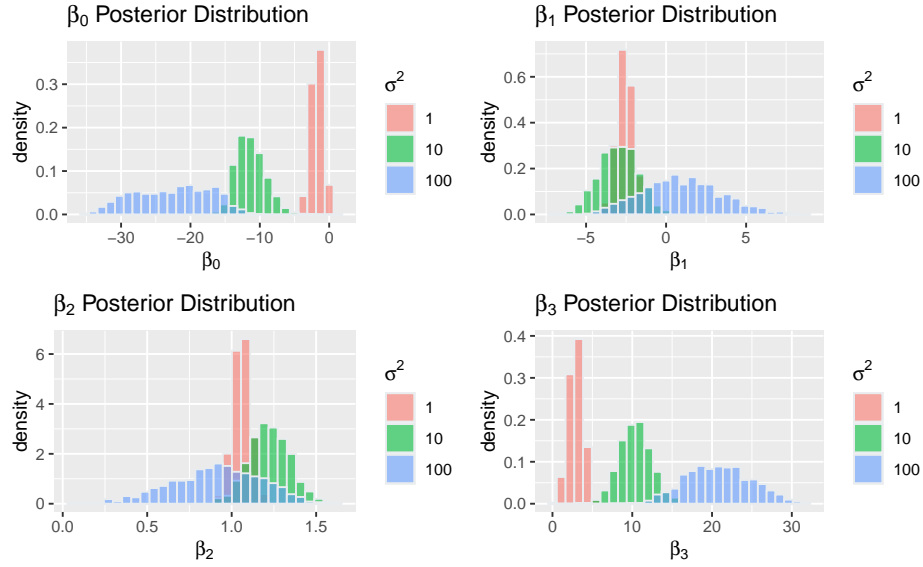 β0 Posterior Distribution
density
0.3
0.2
0.1
0.0
−30 −20 −10 0
β0
σ2
1
10
100
β1 Posterior Distribution
density
0.6
0.4
0.2
0.0
−5 0 5
β1
σ2
1
10
100
β2 Posterior Distribution
density
6
4
2
0
0.0 0.5 1.0 1.5
β2
σ2
1
10
100
β3 Posterior Distribution
density
0.4
0.3
0.2
0.1
0.0
0 10 20 30
β3
σ2
1
10
100